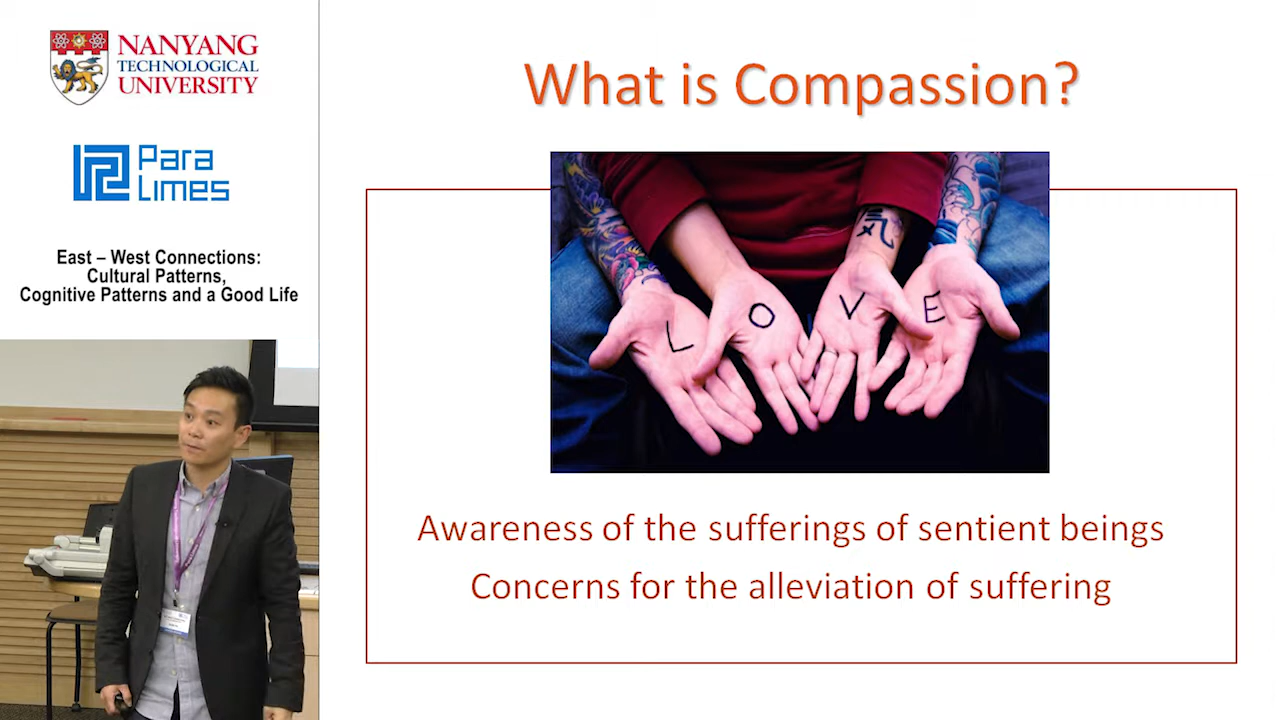 NANYANG
TECHNOLOGICAL
UNIVERSITY
Para
Limes
East – West Connections:
Cultural Patterns,
Cognitive Patterns and a Good Life
What is Compassion?
L O V E
气
Awareness of the sufferings of sentient beings
Concerns for the alleviation of suffering